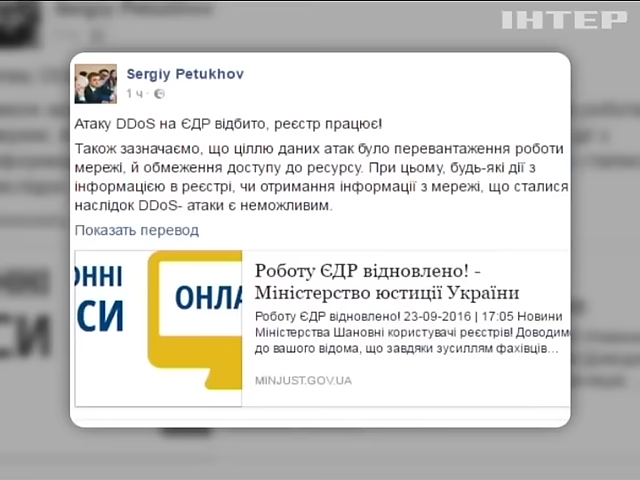 ІНТЕР
Sergiy Petukhov
1 ч ·
Атаку DDoS на ЄДР відбито, реєстр працює!
Також зазначаємо, що ціллю даних атак було перевантаження роботи
мережі, й обмеження доступу до ресурсу. При цьому, будь-які дії з
інформацією в реєстрі, чи отримання інформації з мережі, що сталися
наслідок DDoS- атаки є неможливим.
Показать перевод
ОННІ
СИ
ОНЛА
Роботу ЄДР відновлено! -
Міністерство юстиції України
Роботу ЄДР відновлено! 23-09-2016 | 17:05 Новини
Міністерства Шановні користувачі реєстрів! Доводимо
до вашого відома, що завдяки зусиллям фахівців...
MINJUST.GOV.UA